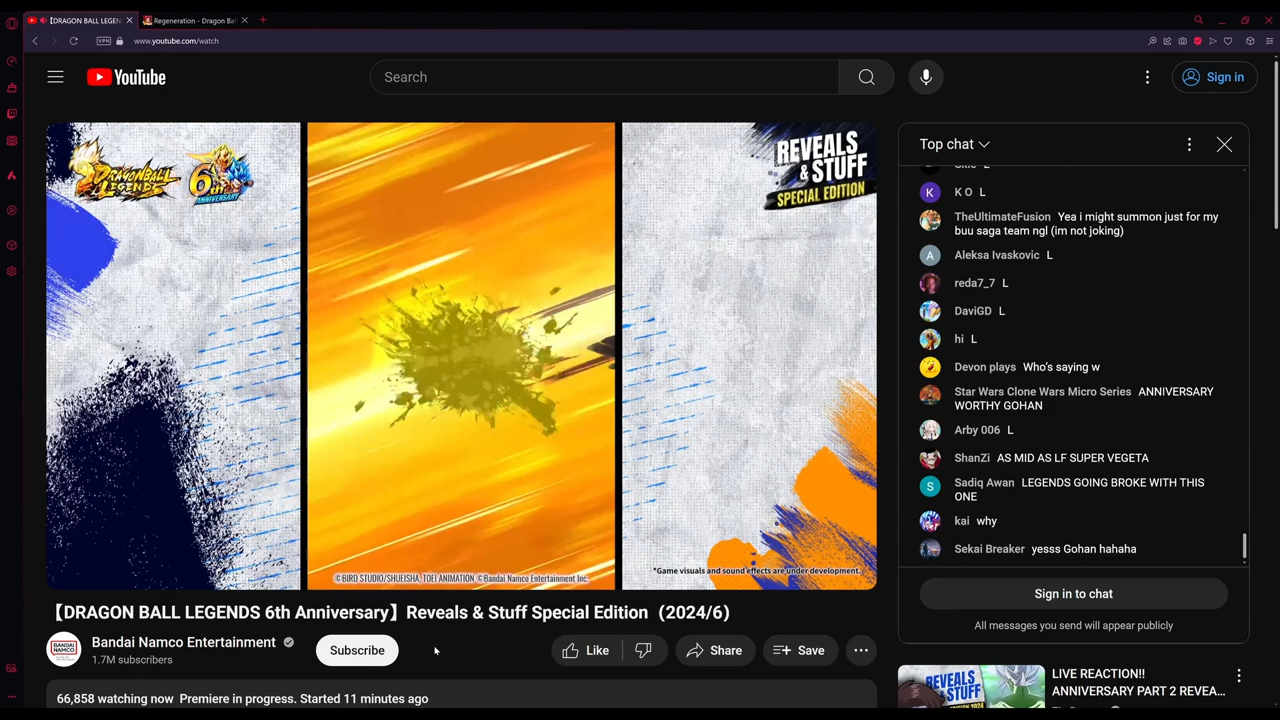 【DRAGON BALL LEGEN
Regeneration - Dragon Ba
VPN
www.youtube.com/watch
YouTube
Search
Sign in
DRAGONBALL
LEGENDS
6th
ANNIVERSARY
REVEALS
& STUFF
SPECIAL EDITION
©BIRD STUDIO/SHUEISHA, TOEI ANIMATION ©Bandai Namco Entertainment Inc.
*Game visuals and sound effects are under development.
Top chat
L
K
K O L
TheUltimateFusion Yea i might summon just for my
buu saga team ngl (im not joking)
A
Aleksa Ivaskovic L
reda7_7 L
DaviGD L
hi L
Devon plays Who's saying w
Star Wars Clone Wars Micro Series ANNIVERSARY
WORTHY GOHAN
Arby 006 L
ShanZi AS MID AS LF SUPER VEGETA
S
Sadiq Awan LEGENDS GOING BROKE WITH THIS
ONE
kai why
Sekai Breaker yesss Gohan hahaha
Sign in to chat
All messages you send will appear publicly
【DRAGON BALL LEGENDS 6th Anniversary】Reveals & Stuff Special Edition（2024/6）
BANDAI
NAMCO
Bandai Namco Entertainment
1.7M subscribers
Subscribe
Like
Share
Save
66,858 watching now Premiere in progress. Started 11 minutes ago
REVEALS
& STUFF
LIVE REACTION!!
ANNIVERSARY PART 2 REVEA...